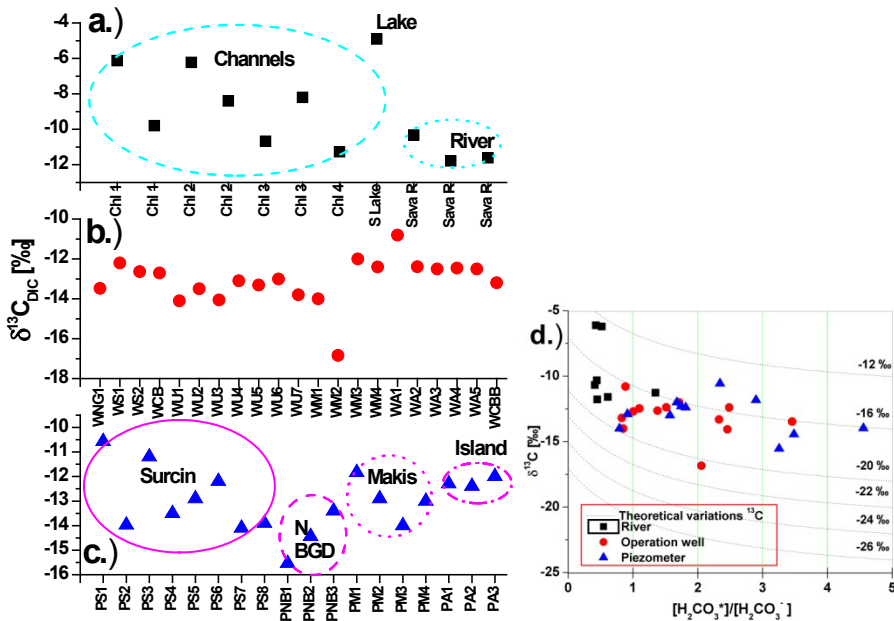 a.)
-4
-6
-8
-10
-12
Lake
Channels
River
Chl 1
Chl 1
Chl 2
Chl 2
Chl 3
Chl 3
Chl 4
S Lake
Sava R
Sava R
Sava R
b.)
δ¹³C_DIC [‰]
-10
-12
-14
-16
-18
WNG1
WS1
WS2
WCB
WU1
WU2
WU3
WU4
WU5
WU6
WU7
WM1
WM2
WM3
WM4
WA1
WA2
WA3
WA4
WA5
WCBB
c.)
-10
-11
-12
-13
-14
-15
-16
Surcin
N
BGD
Makis
Island
PS1
PS2
PS3
PS4
PS5
PS6
PS7
PS8
PNB1
PNB2
PNB3
PM1
PM2
PM3
PM4
PA1
PA2
PA3
d.)
δ¹³C [‰]
-5
-10
-15
-20
-25
-12 ‰
-16 ‰
-20 ‰
-22 ‰
-24 ‰
-26 ‰
Theoretical variations ¹³C
River
Operation well
Piezometer
0
1
2
3
4
5
[H₂CO₃*]/[H₂CO₃⁻]